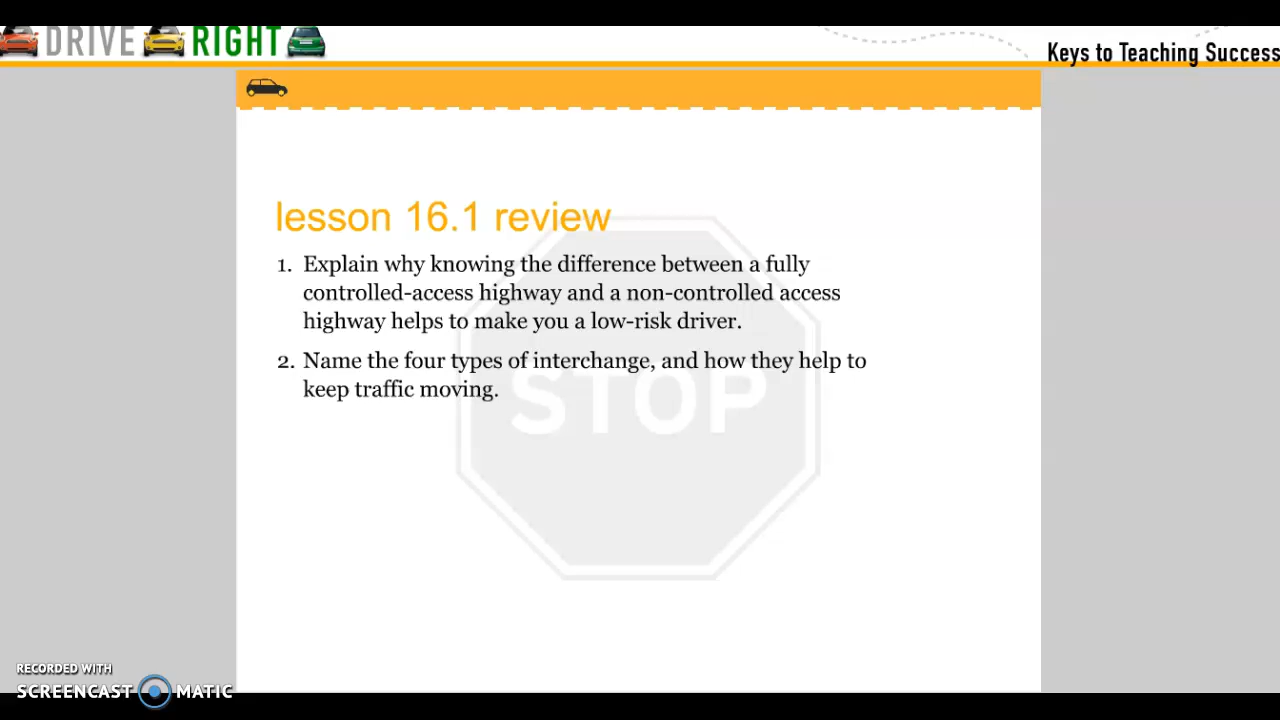 DRIVE RIGHT
Keys to Teaching Success
lesson 16.1 review
1. Explain why knowing the difference between a fully
controlled-access highway and a non-controlled access
highway helps to make you a low-risk driver.
2. Name the four types of interchange, and how they help to
keep traffic moving.
STOP
RECORDED WITH
SCREENCAST MATIC